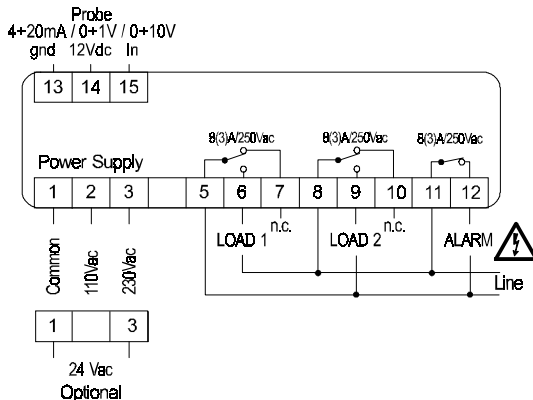 Probe
4+20mA / 0+1V / 0+10V
gnd 12Vdc In
13 14 15
8(3)A/250Vac 8(3)A/250Vac 8(3)A/250Vac
Power Supply
1 2 3 5 6 7 8 9 10 11 12
n.c. n.c.
LOAD 1 LOAD 2 ALARM
Common 110Vac 230Vac
Line
1 3
24 Vac
Optional